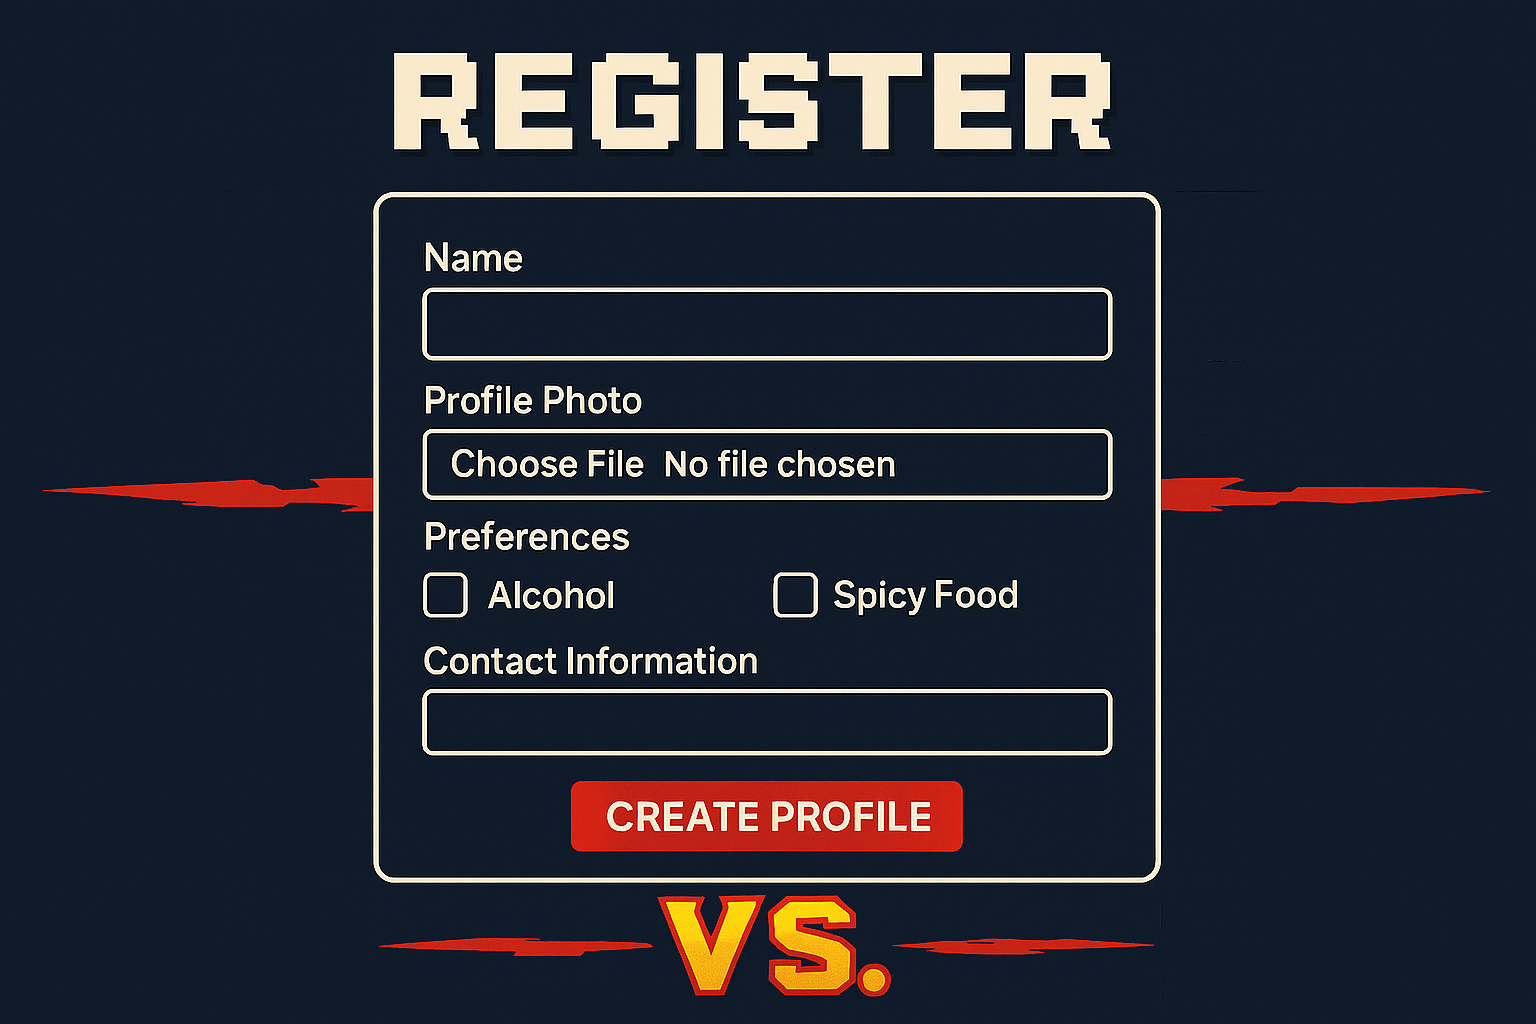 REGISTER
Name
Profile Photo
Choose File No file chosen
Preferences
Alcohol Spicy Food
Contact Information
CREATE PROFILE
VS.